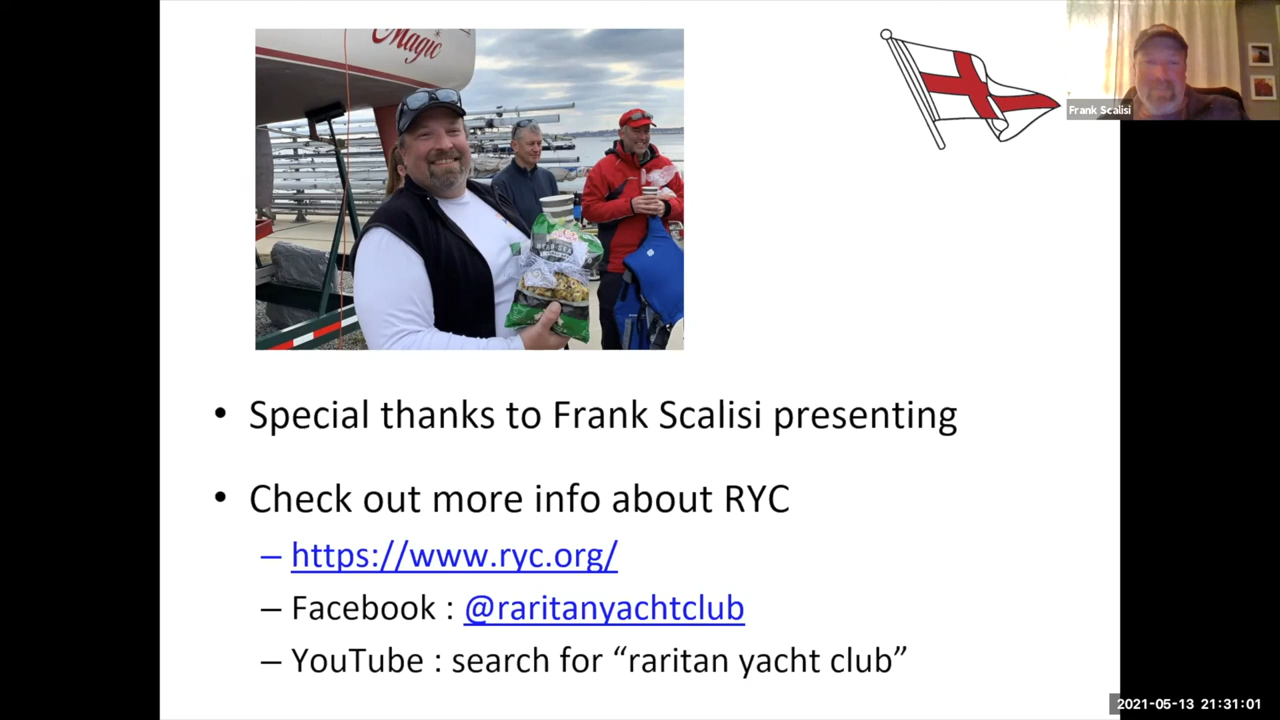 Magic
Frank Scalisi
• Special thanks to Frank Scalisi presenting
• Check out more info about RYC
– https://www.ryc.org/
– Facebook : @raritanyachtclub
– YouTube : search for “raritan yacht club”
2021-05-13 21:31:01